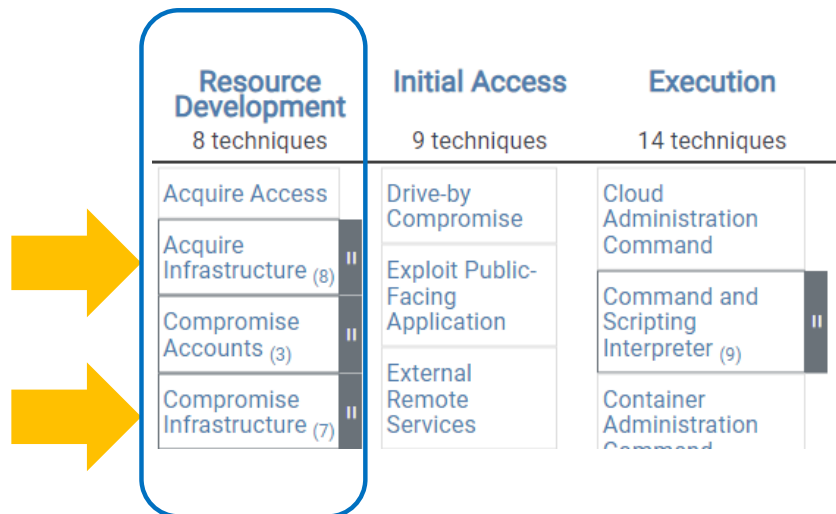 Resource
Development
8 techniques
Acquire Access
Acquire
Infrastructure (8)
Compromise
Accounts (3)
Compromise
Infrastructure (7)
Initial Access
9 techniques
Drive-by
Compromise
Exploit Public-
Facing
Application
External
Remote
Services
Execution
14 techniques
Cloud
Administration
Command
Command and
Scripting
Interpreter (9)
Container
Administration
Command